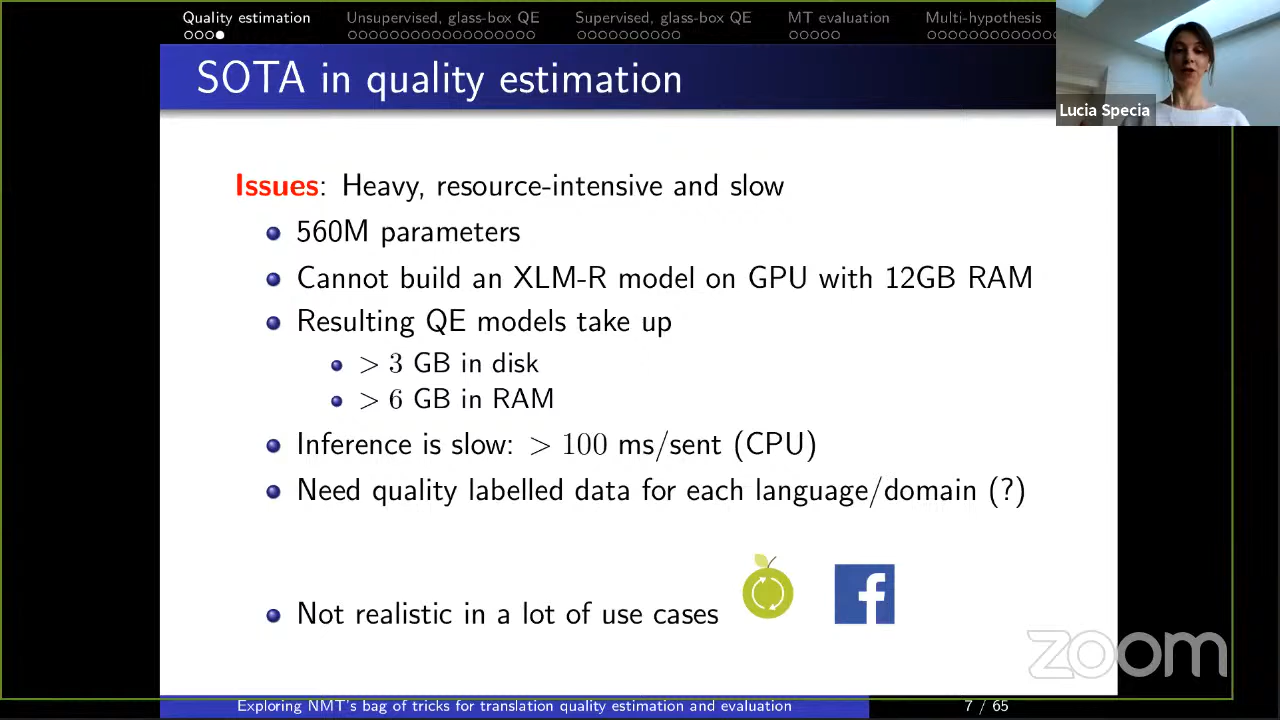 Quality estimation Unsupervised, glass-box QE Supervised, glass-box QE MT evaluation Multi-hypothesis
SOTA in quality estimation
Lucia Specia
Issues: Heavy, resource-intensive and slow
560M parameters
Cannot build an XLM-R model on GPU with 12GB RAM
Resulting QE models take up
> 3 GB in disk
> 6 GB in RAM
Inference is slow: > 100 ms/sent (CPU)
Need quality labelled data for each language/domain (?)
Not realistic in a lot of use cases
f
zoom
Exploring NMT's bag of tricks for translation quality estimation and evaluation 7 / 65